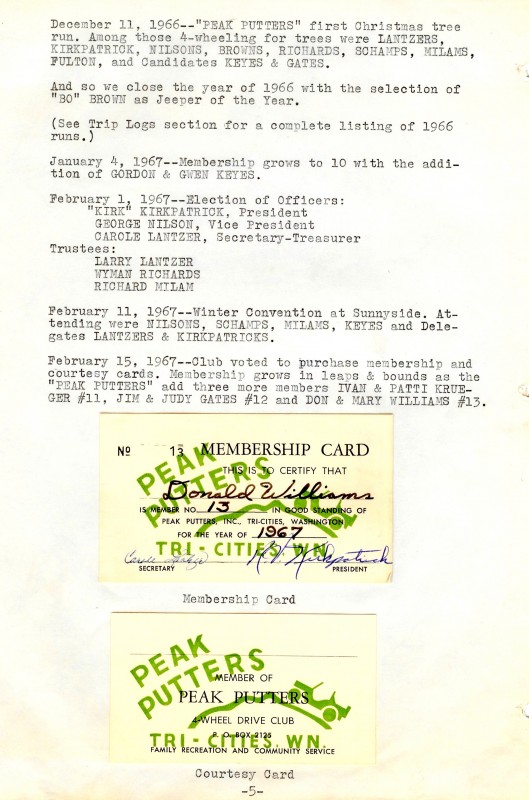 December 11, 1966--"PEAK PUTTERS" first Christmas tree
run. Among those 4-wheeling for trees were LANTZERS,
KIRKPATRICK, NILSONS, BROWNS, RICHARDS, SCHAMPS, MILAMS,
FULTON, and Candidates KEYES & GATES.
And so we close the year of 1966 with the selection of
"BO" BROWN as Jeeper of the Year.
(See Trip Logs section for a complete listing of 1966
runs.)
January 4, 1967--Membership grows to 10 with the addi-
tion of GORDON & GWEN KEYES.
February 1, 1967--Election of Officers:
"KIRK" KIRKPATRICK, President
GEORGE NILSON, Vice President
CAROLE LANTZER, Secretary-Treasurer
Trustees:
LARRY LANTZER
WYMAN RICHARDS
RICHARD MILAM
February 11, 1967--Winter Convention at Sunnyside. At-
tending were NILSONS, SCHAMPS, MILAMS, KEYES and Dele-
gates LANTZERS & KIRKPATRICKS.
February 15, 1967--Club voted to purchase membership and
courtesy cards. Membership grows in leaps & bounds as the
"PEAK PUTTERS" add three more members IVAN & PATTI KRUE-
GER #11, JIM & JUDY GATES #12 and DON & MARY WILLIAMS #13.
No 13 MEMBERSHIP CARD
PEAK PUTTERS
THIS IS TO CERTIFY THAT
Donald Williams
IS MEMBER NO. 13 IN GOOD STANDING OF
PEAK PUTTERS, INC., TRI-CITIES, WASHINGTON
FOR THE YEAR OF 1967
TRI-CITIES, WN.
Carole Lantzer Kirkpatrick
SECRETARY PRESIDENT
Membership Card
PEAK PUTTERS
MEMBER OF
PEAK PUTTERS
4-WHEEL DRIVE CLUB
P. O. BOX 2125
TRI-CITIES, WN.
FAMILY RECREATION AND COMMUNITY SERVICE
Courtesy Card
-5-